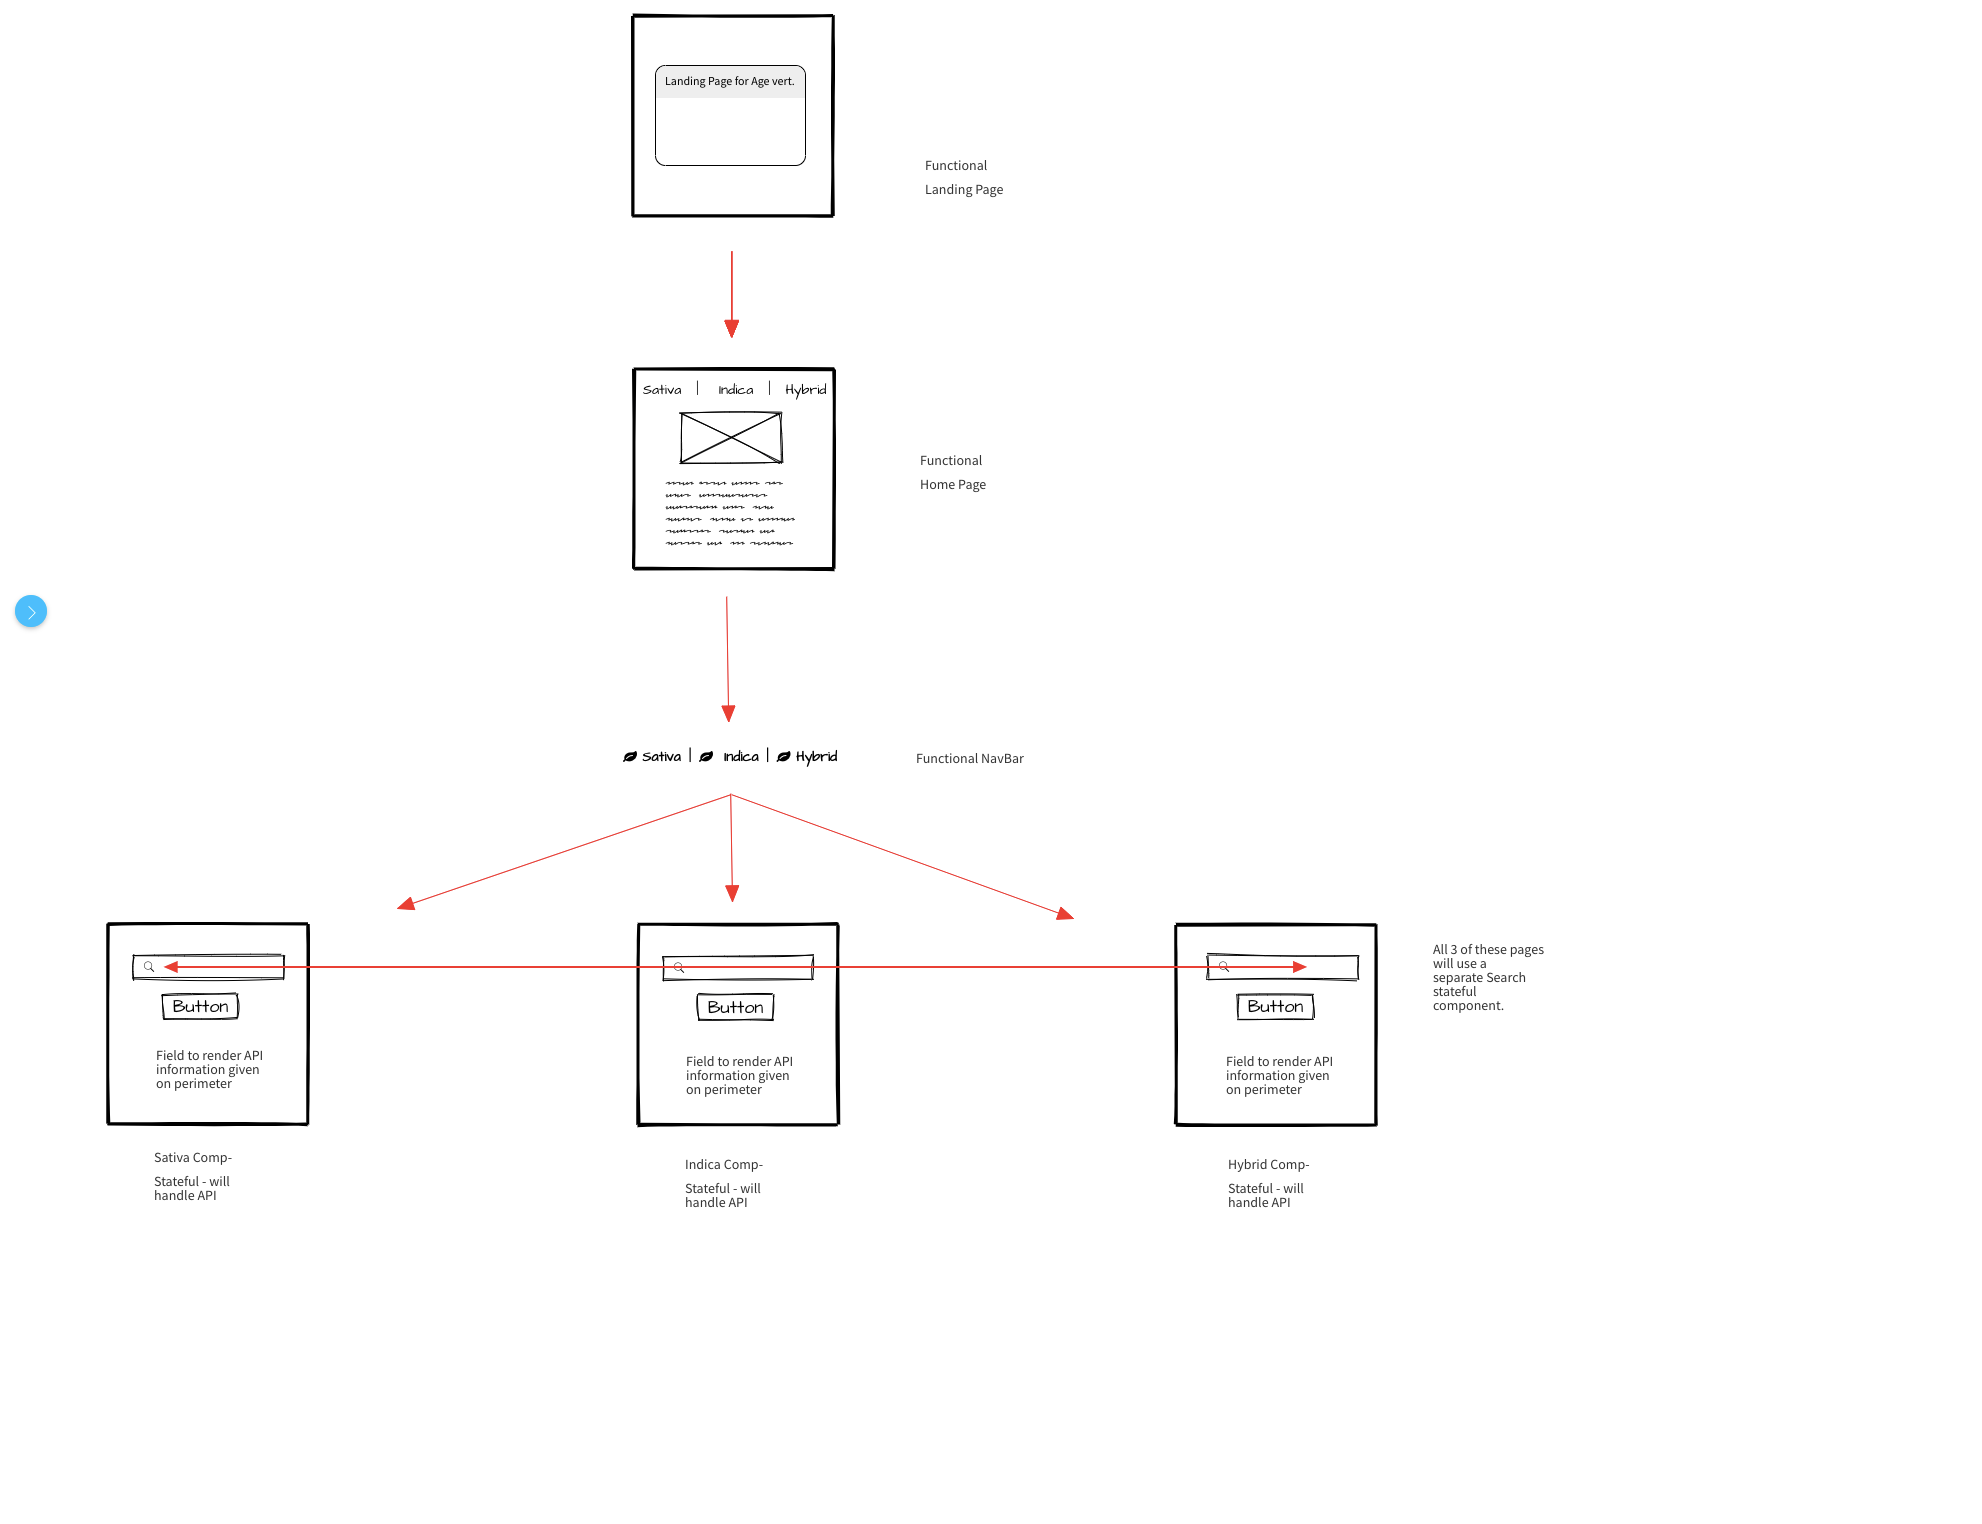 Landing Page for Age vert.
Functional
Landing Page
Sativa | Indica | Hybrid
Functional
Home Page
Sativa | Indica | Hybrid
Functional NavBar
Button
Field to render API
information given
on perimeter
Sativa Comp-
Stateful - will
handle API
Button
Field to render API
information given
on perimeter
Indica Comp-
Stateful - will
handle API
Button
Field to render API
information given
on perimeter
Hybrid Comp-
Stateful - will
handle API
All 3 of these pages
will use a
separate Search
stateful
component.